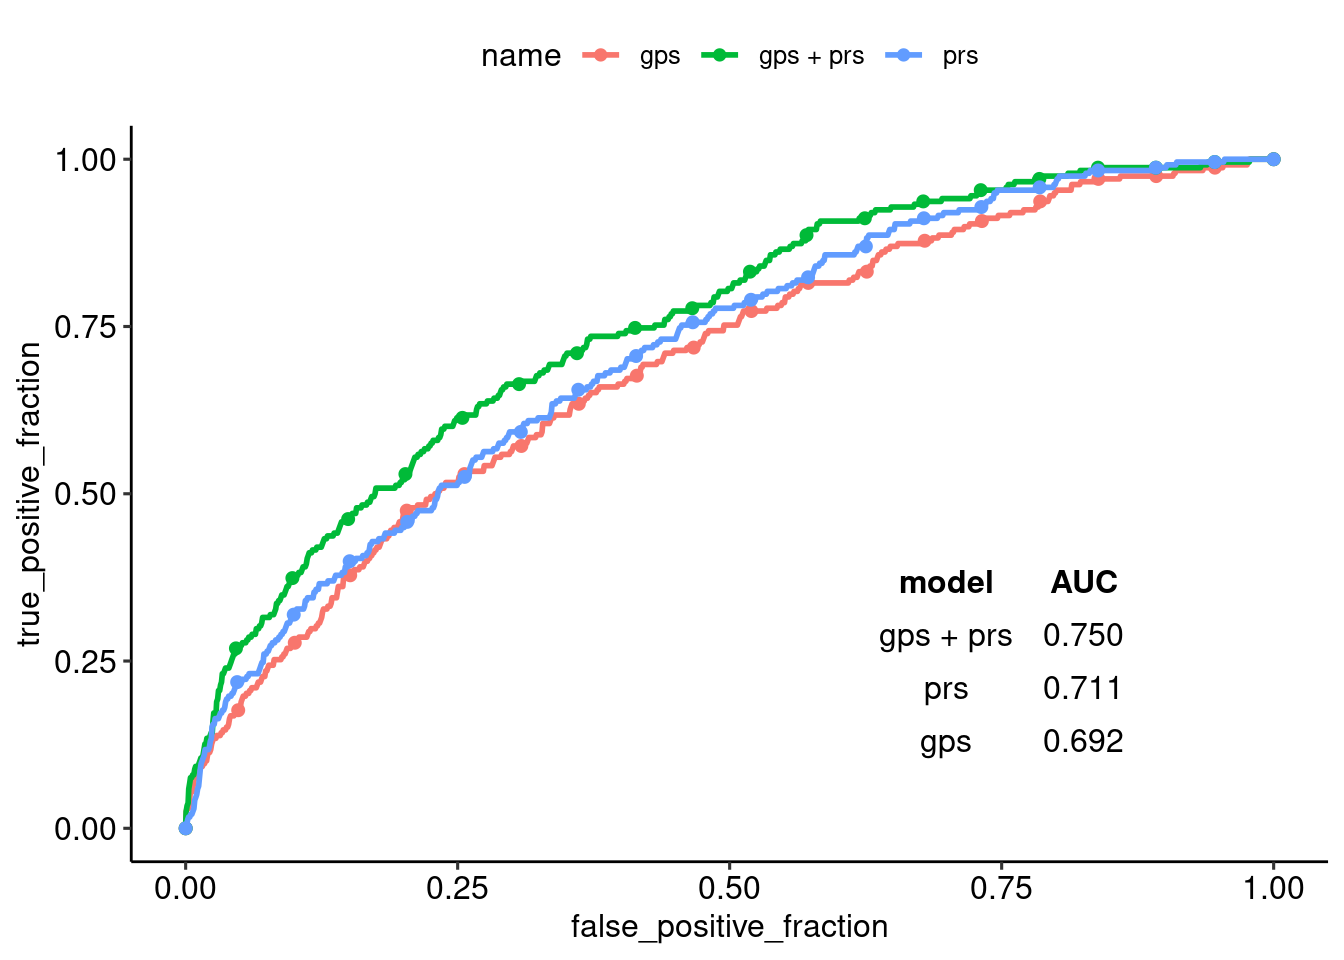 name gps gps + prs prs
1.00
0.75
0.50
0.25
0.00
true_positive_fraction
model AUC
gps + prs 0.750
prs 0.711
gps 0.692
0.00 0.25 0.50 0.75 1.00
false_positive_fraction